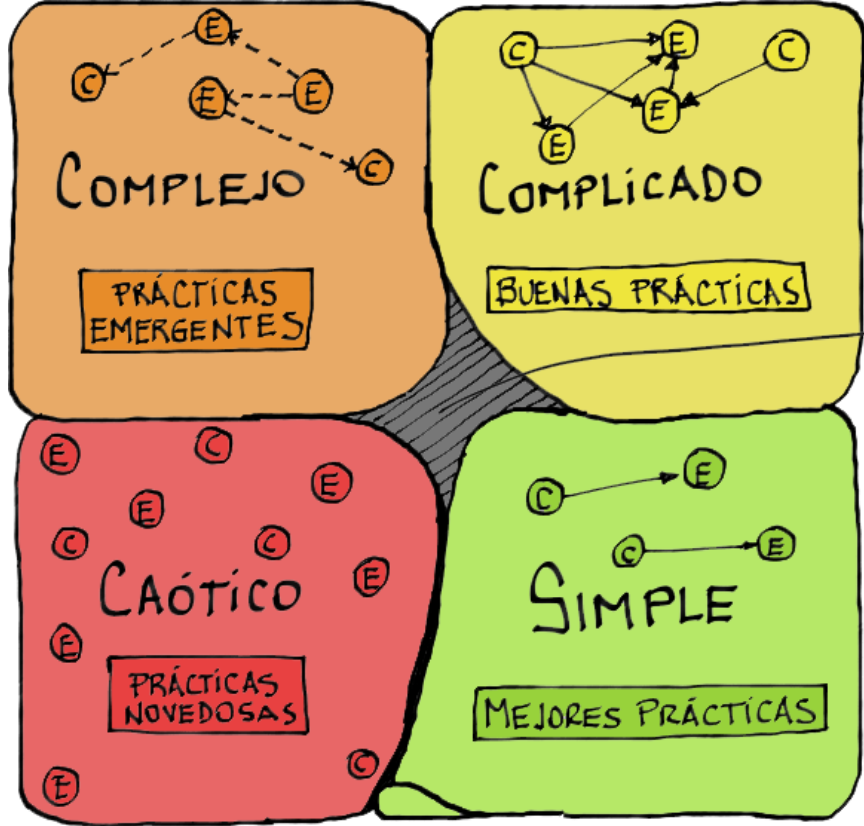 E
C
E
E
C
COMPLEJO
PRÁCTICAS
EMERGENTES
C
E
C
E
E
COMPLICADO
BUENAS PRÁCTICAS
E
C
E
E
C
C
E
CAÓTICO
E
PRÁCTICAS
NOVEDOSAS
C
E
E
C
C
E
SIMPLE
MEJORES PRÁCTICAS